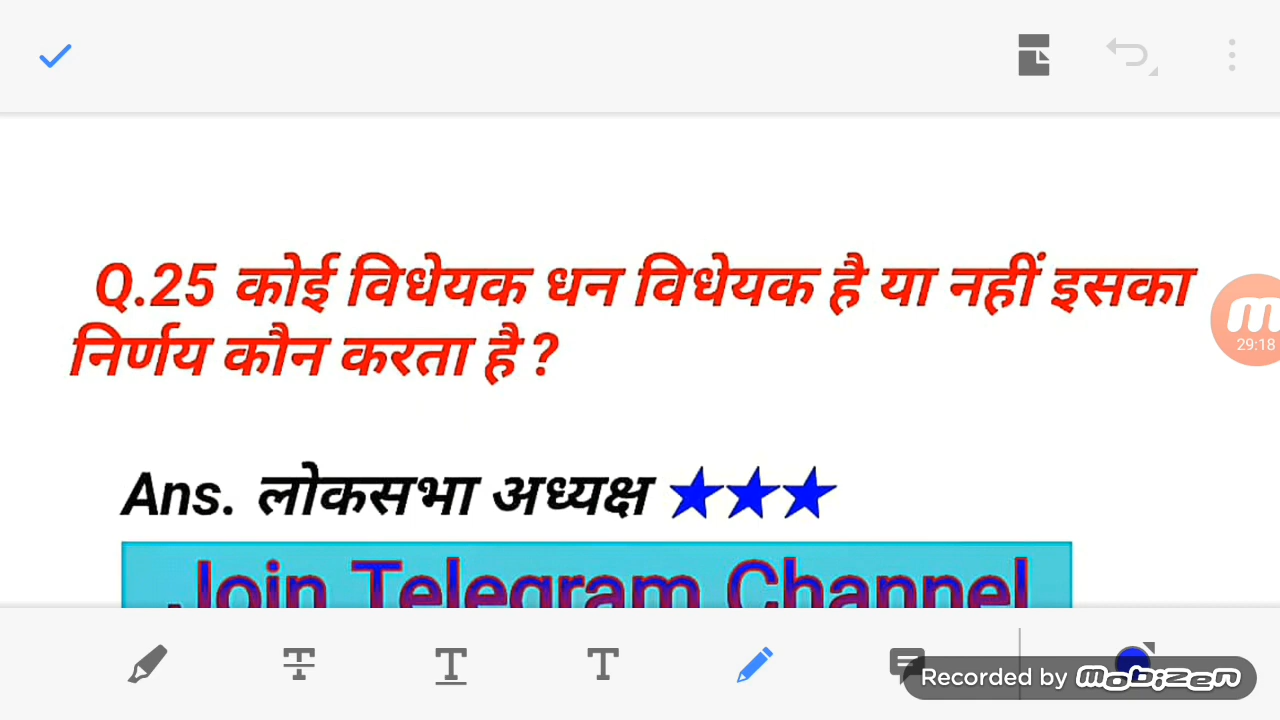 Q.25 कोई विधेयक धन विधेयक है या नहीं इसका
निर्णय कौन करता है ?
29:18
Ans. लोकसभा अध्यक्ष ★★★
Join Telegram Channel
T T T
Recorded by mobizen